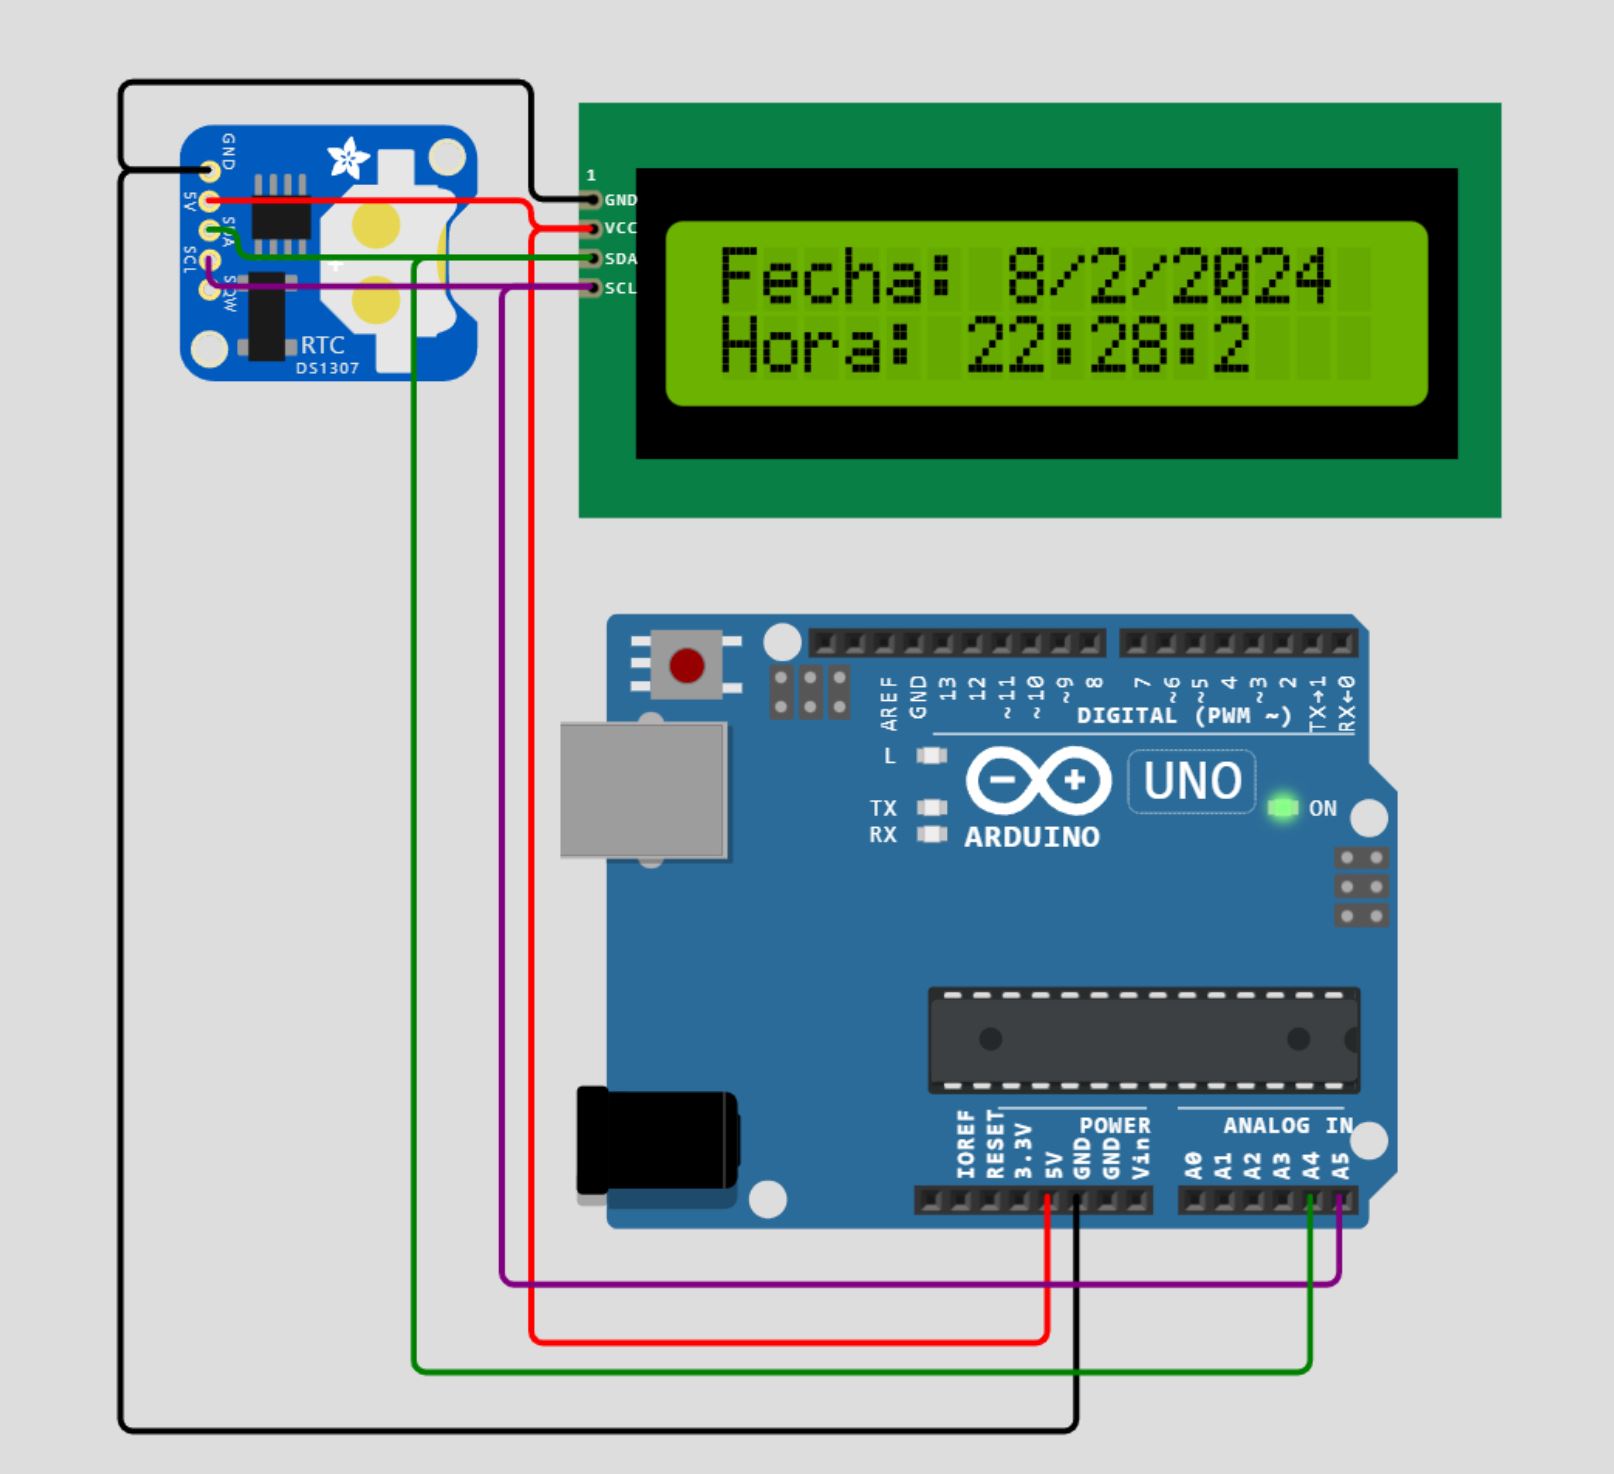 GND
5V
SDA
SCL
SQW
RTC
DS1307
1
GND
VCC
SDA
SCL
Fecha: 8/2/2024
Hora: 22:28:2
AREF
GND
13
12
~11
~10
~9
8
7
~6
~5
4
~3
2
TX→1
RX←0
DIGITAL (PWM ~)
L
TX
RX
UNO
ON
ARDUINO
IOREF
RESET
3.3V
5V
GND
GND
Vin
POWER
ANALOG IN
A0
A1
A2
A3
A4
A5